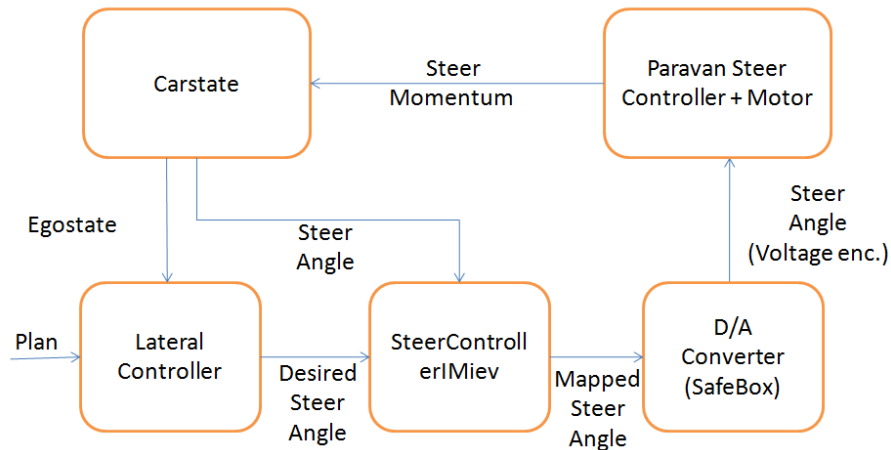 Carstate
Steer
Momentum
Paravan Steer
Controller + Motor
Egostate
Steer
Angle
Steer
Angle
(Voltage enc.)
Plan
Lateral
Controller
Desired
Steer
Angle
SteerControll
erIMiev
Mapped
Steer
Angle
D/A
Converter
(SafeBox)